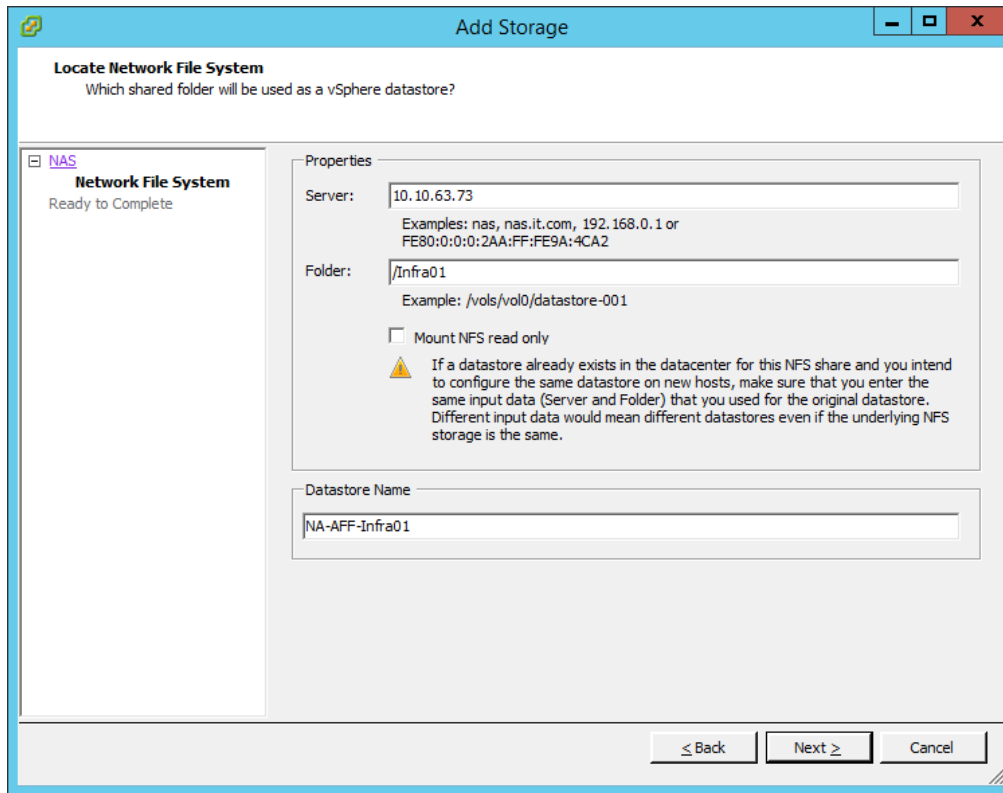 Add Storage
x
Locate Network File System
Which shared folder will be used as a vSphere datastore?
NAS
Network File System
Ready to Complete
Properties
Server:
10.10.63.73
Examples: nas, nas.it.com, 192.168.0.1 or
FE80:0:0:0:2AA:FF:FE9A:4CA2
Folder:
/Infra01
Example: /vols/vol0/datastore-001
Mount NFS read only
If a datastore already exists in the datacenter for this NFS share and you intend
to configure the same datastore on new hosts, make sure that you enter the
same input data (Server and Folder) that you used for the original datastore.
Different input data would mean different datastores even if the underlying NFS
storage is the same.
Datastore Name
NA-AFF-Infra01
< Back
Next >
Cancel